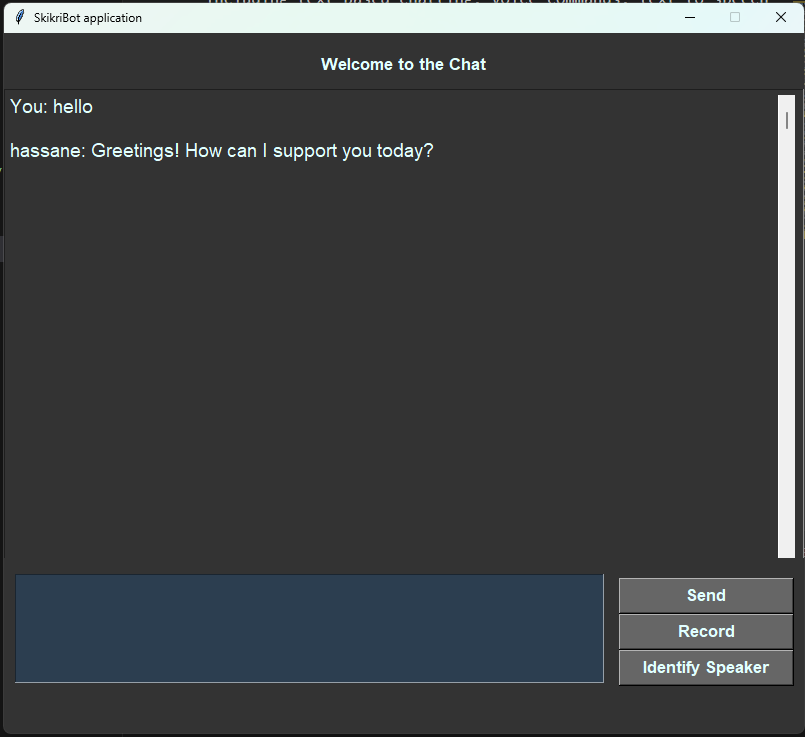 SkikriBot application
Welcome to the Chat
You: hello
hassane: Greetings! How can I support you today?
Send
Record
Identify Speaker